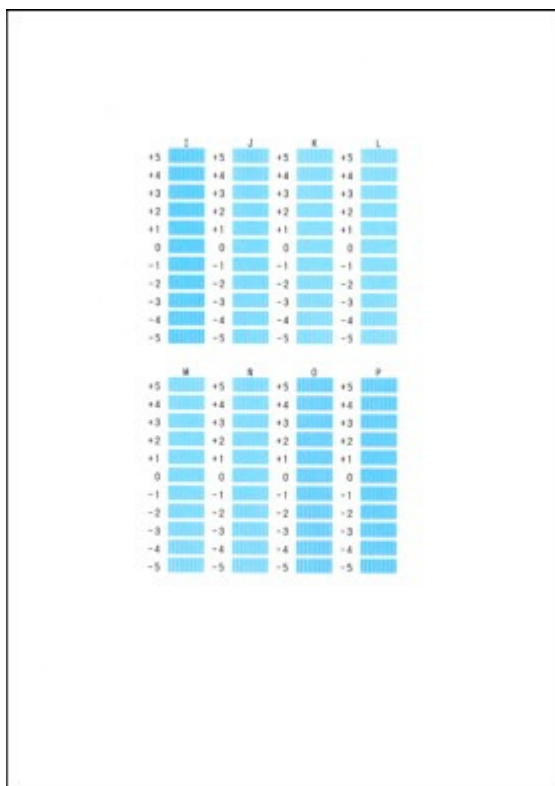 I J K L
+5 +5 +5 +5
+4 +4 +4 +4
+3 +3 +3 +3
+2 +2 +2 +2
+1 +1 +1 +1
0 0 0 0
-1 -1 -1 -1
-2 -2 -2 -2
-3 -3 -3 -3
-4 -4 -4 -4
-5 -5 -5 -5
M N O P
+5 +5 +5 +5
+4 +4 +4 +4
+3 +3 +3 +3
+2 +2 +2 +2
+1 +1 +1 +1
0 0 0 0
-1 -1 -1 -1
-2 -2 -2 -2
-3 -3 -3 -3
-4 -4 -4 -4
-5 -5 -5 -5